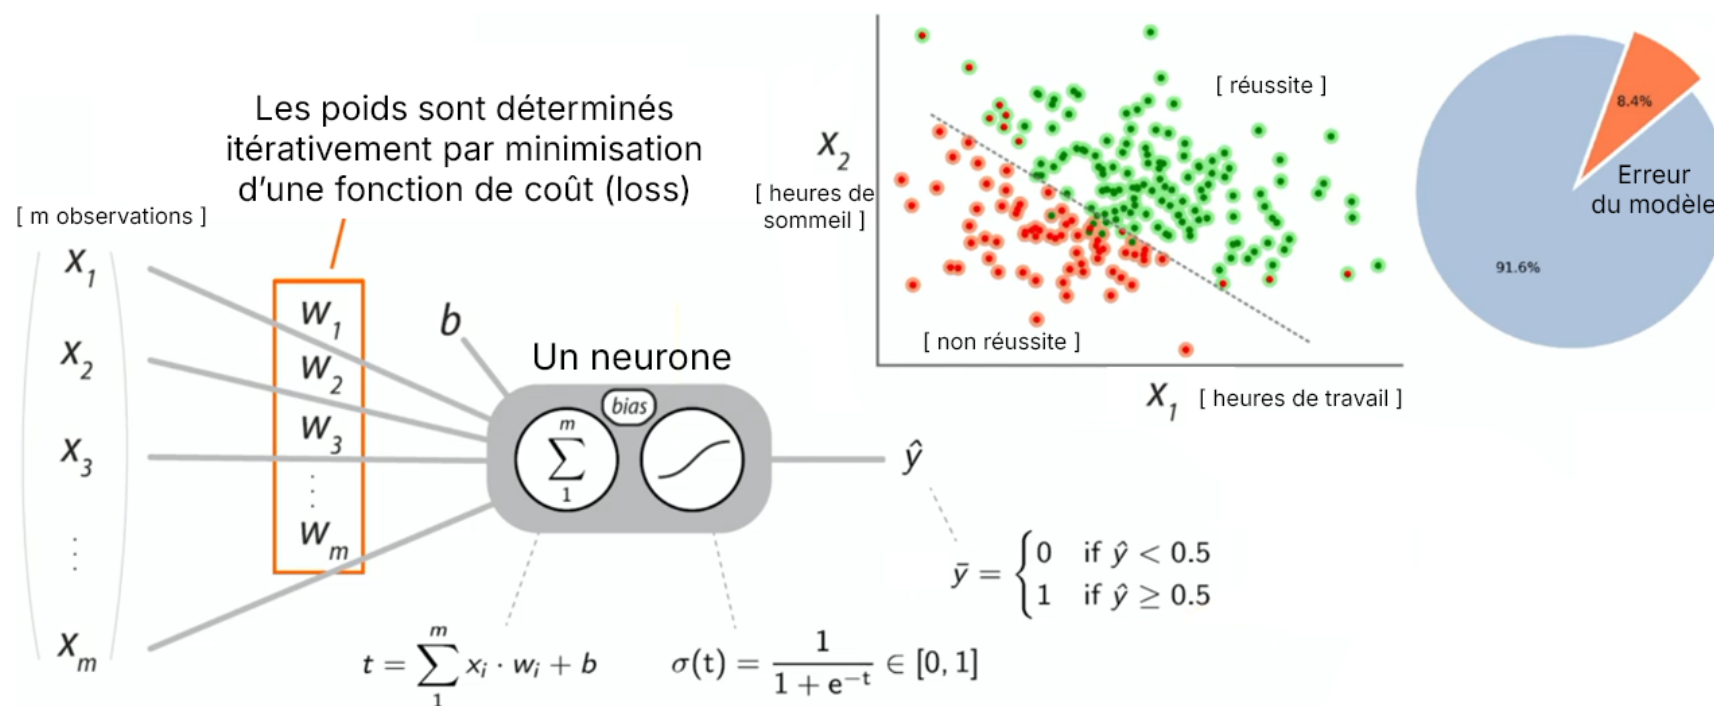 Les poids sont déterminés
itérativement par minimisation
d’une fonction de coût (loss)
[ m observations ]
X1
X2
X3
⋮
Xm
W1
W2
W3
⋮
Wm
b
Un neurone
bias
m
∑
1
ŷ
t = ∑_1^m xi · wi + b
σ(t) = 1 / (1 + e^−t) ∈ [0, 1]
ȳ = { 0 if ŷ < 0.5
1 if ŷ ≥ 0.5
X2
[ heures de
sommeil ]
[ réussite ]
[ non réussite ]
X1 [ heures de travail ]
8.4%
Erreur
du modèle
91.6%